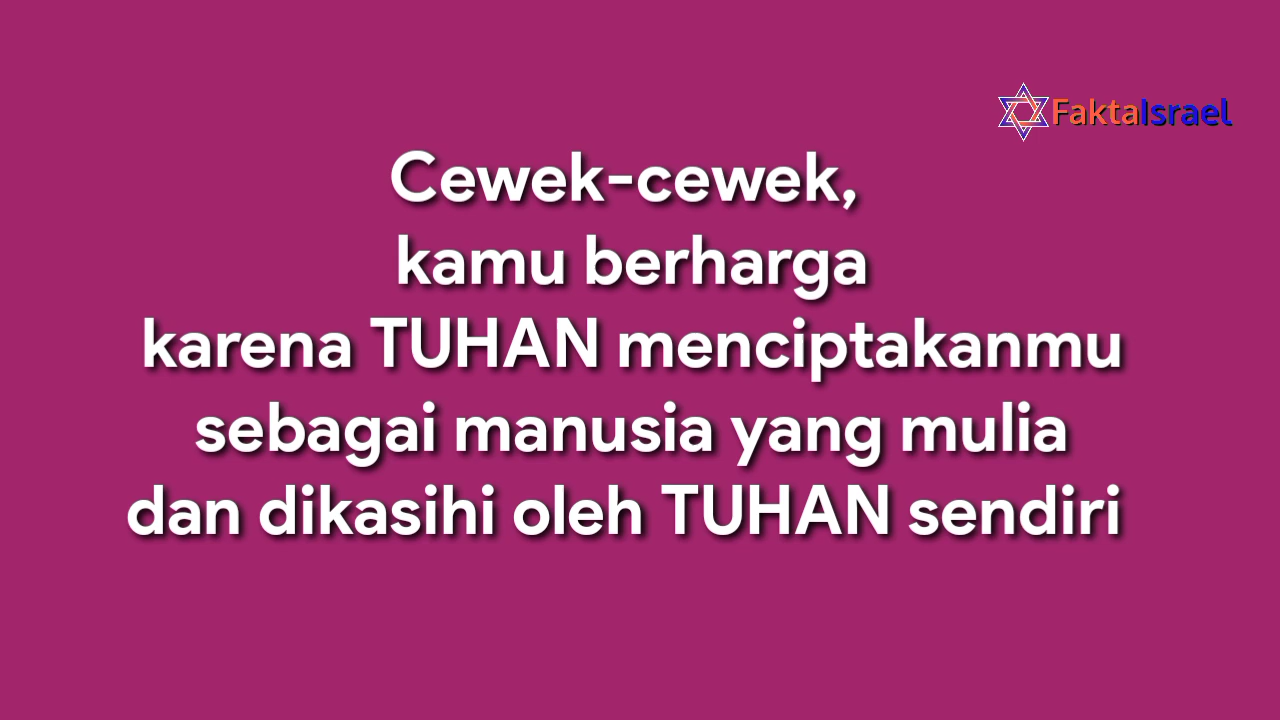 FaktaIsrael
Cewek-cewek,
kamu berharga
karena TUHAN menciptakanmu
sebagai manusia yang mulia
dan dikasihi oleh TUHAN sendiri